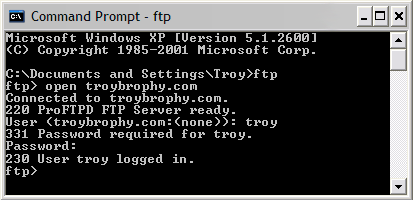 Command Prompt - ftp
Microsoft Windows XP [Version 5.1.2600]
(C) Copyright 1985-2001 Microsoft Corp.
C:\Documents and Settings\Troy>ftp
ftp> open troybrophy.com
Connected to troybrophy.com.
220 ProFTPD FTP Server ready.
User (troybrophy.com:(none)): troy
331 Password required for troy.
Password:
230 User troy logged in.
ftp>